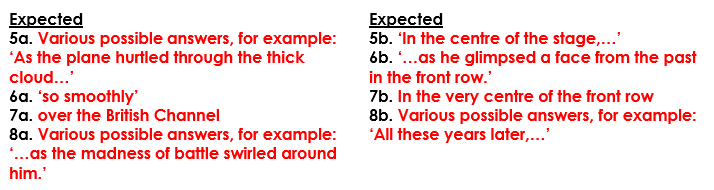 Expected
5a. Various possible answers, for example:
‘As the plane hurtled through the thick
cloud…’
6a. ‘so smoothly’
7a. over the British Channel
8a. Various possible answers, for example:
‘…as the madness of battle swirled around
him.’
Expected
5b. ‘In the centre of the stage,…’
6b. ‘…as he glimpsed a face from the past
in the front row.’
7b. In the very centre of the front row
8b. Various possible answers, for example:
‘All these years later,…’